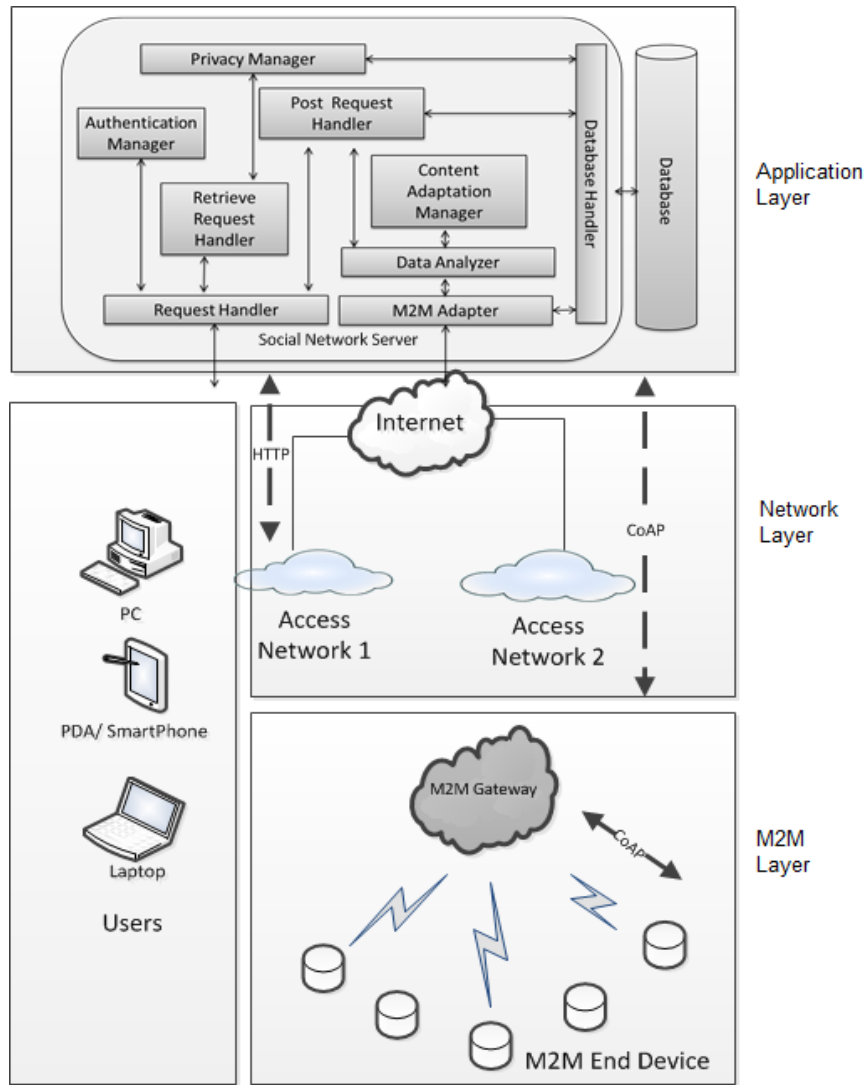 Privacy Manager
Post Request
Handler
Authentication
Manager
Content
Adaptation
Manager
Retrieve
Request
Handler
Data Analyzer
Request Handler
M2M Adapter
Social Network Server
Database Handler
Database
Application
Layer
Internet
HTTP
CoAP
Network
Layer
Access
Network 1
Access
Network 2
PC
PDA/ SmartPhone
Laptop
Users
M2M Gateway
CoAP
M2M
Layer
M2M End Device